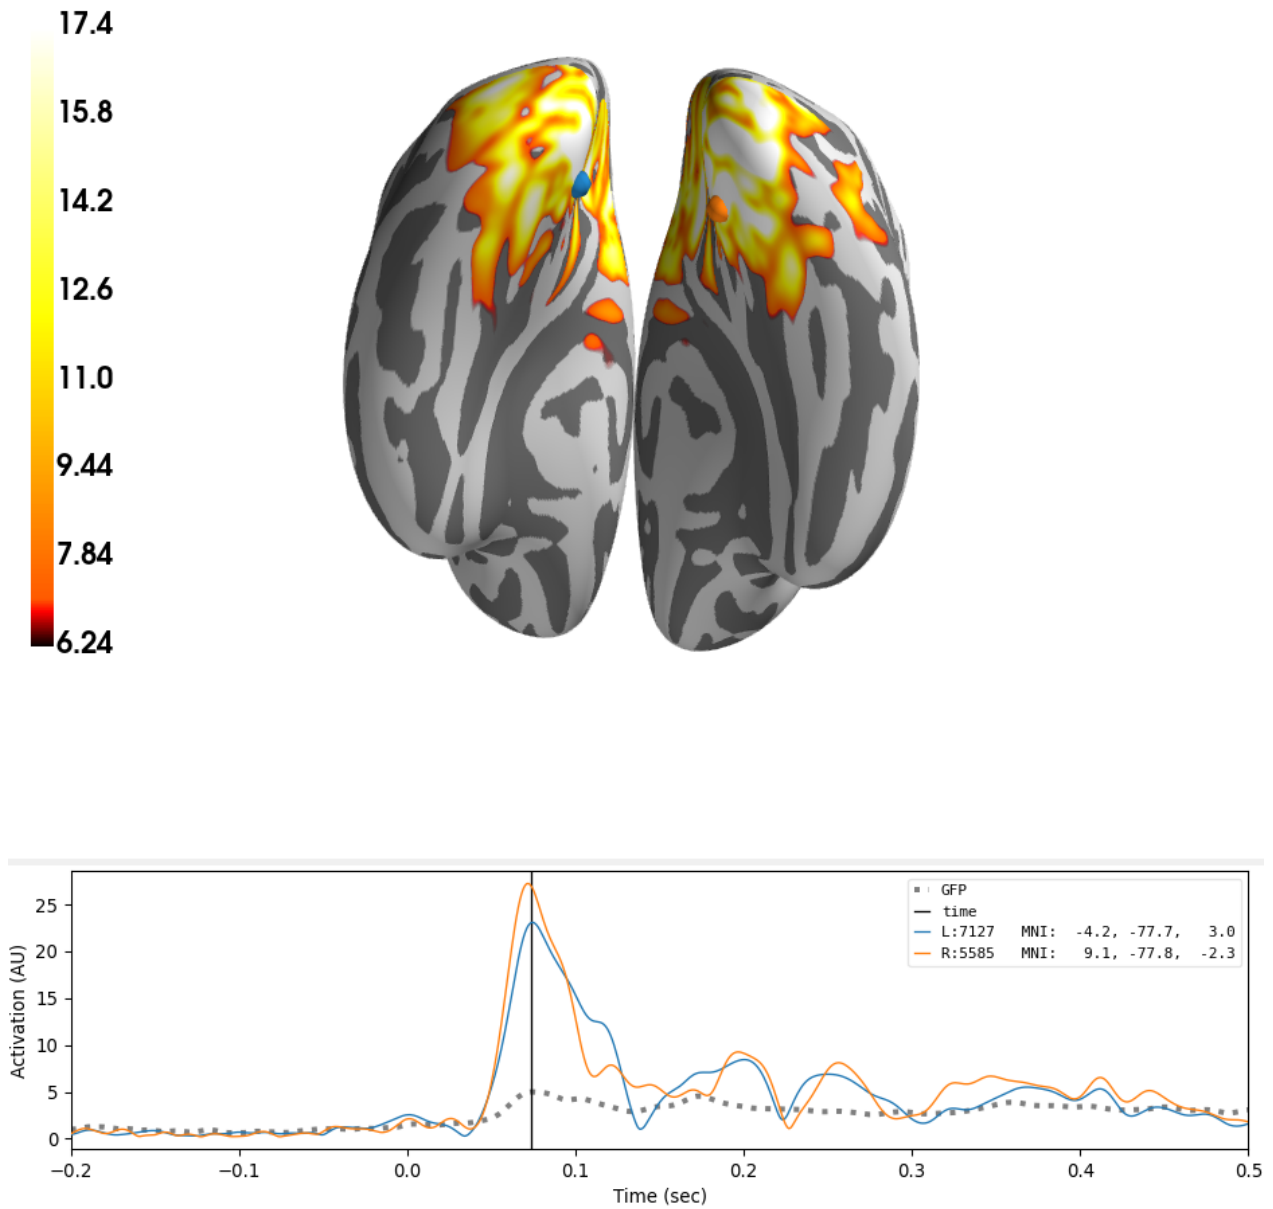 17.4
15.8
14.2
12.6
11.0
9.44
7.84
6.24
Activation (AU)
25
20
15
10
5
0
GFP
time
L:7127 MNI: -4.2, -77.7, 3.0
R:5585 MNI: 9.1, -77.8, -2.3
−0.2 −0.1 0.0 0.1 0.2 0.3 0.4 0.5
Time (sec)